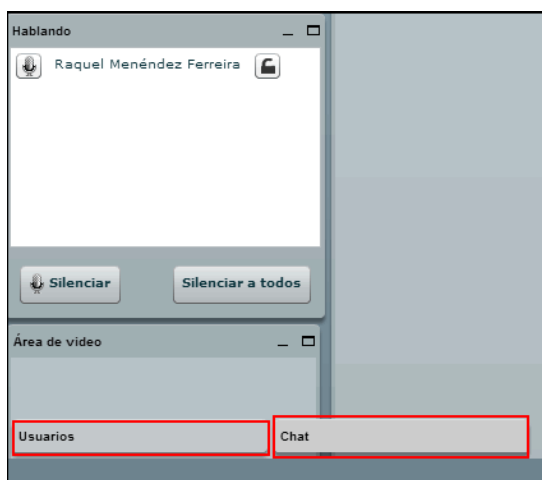 Hablando
Raquel Menéndez Ferreira
Silenciar
Silenciar a todos
Área de video
Usuarios
Chat